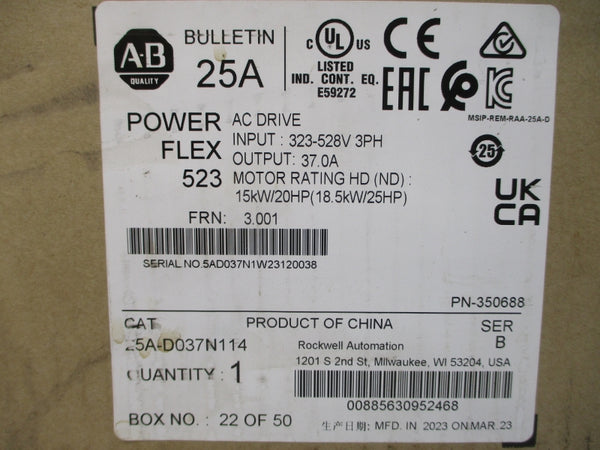 A-B
QUALITY
BULLETIN
25A
C UL US
LISTED
IND. CONT. EQ.
E59272
CE
EAC
KC
MSIP-REM-RAA-25A-D
25
UK
CA
POWER
FLEX
523
AC DRIVE
INPUT : 323-528V 3PH
OUTPUT: 37.0A
MOTOR RATING HD (ND) :
15kW/20HP(18.5kW/25HP)
FRN: 3.001
SERIAL NO.5AD037N1W23120038
PN-350688
CAT
25A-D037N114
QUANTITY : 1
BOX NO. : 22 OF 50
PRODUCT OF CHINA
Rockwell Automation
1201 S 2nd St, Milwaukee, WI 53204, USA
00885630952468
生产日期: MFD. IN 2023 ON MAR. 23
SER
B